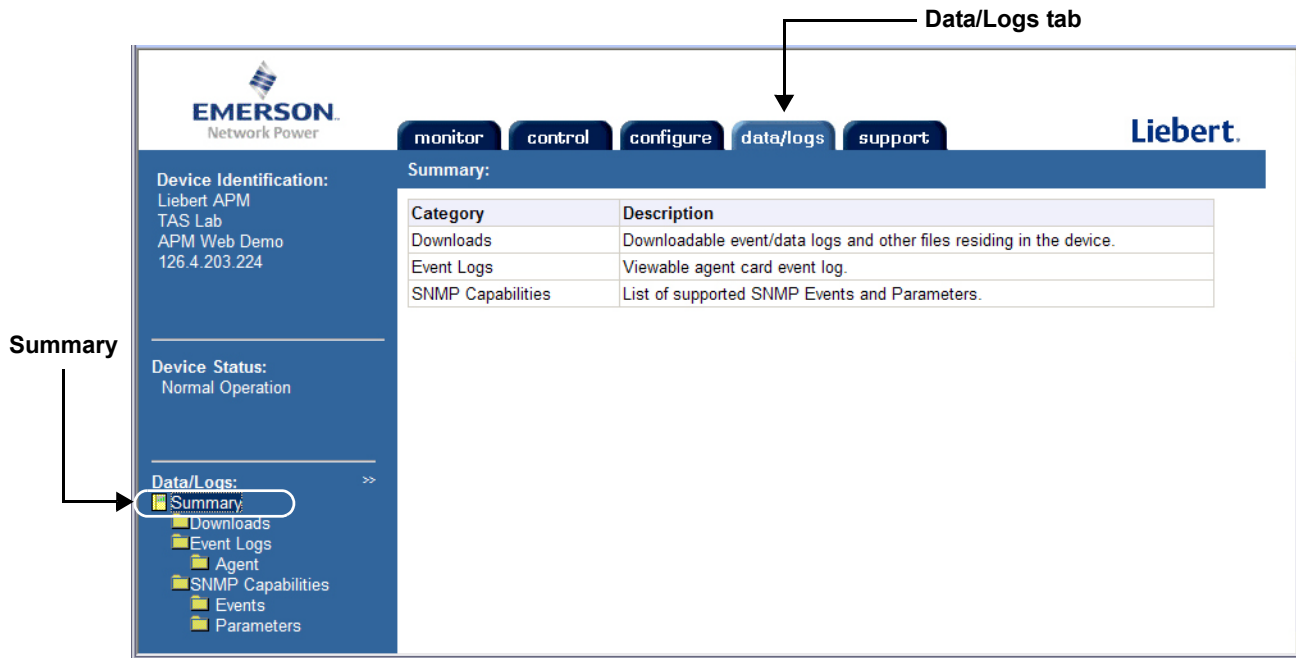 Data/Logs tab
EMERSON.
Network Power
monitor control configure data/logs support
Liebert.
Device Identification:
Liebert APM
TAS Lab
APM Web Demo
126.4.203.224
Summary:
Category Description
Downloads Downloadable event/data logs and other files residing in the device.
Event Logs Viewable agent card event log.
SNMP Capabilities List of supported SNMP Events and Parameters.
Summary
Device Status:
Normal Operation
Data/Logs: >>
Summary
Downloads
Event Logs
Agent
SNMP Capabilities
Events
Parameters